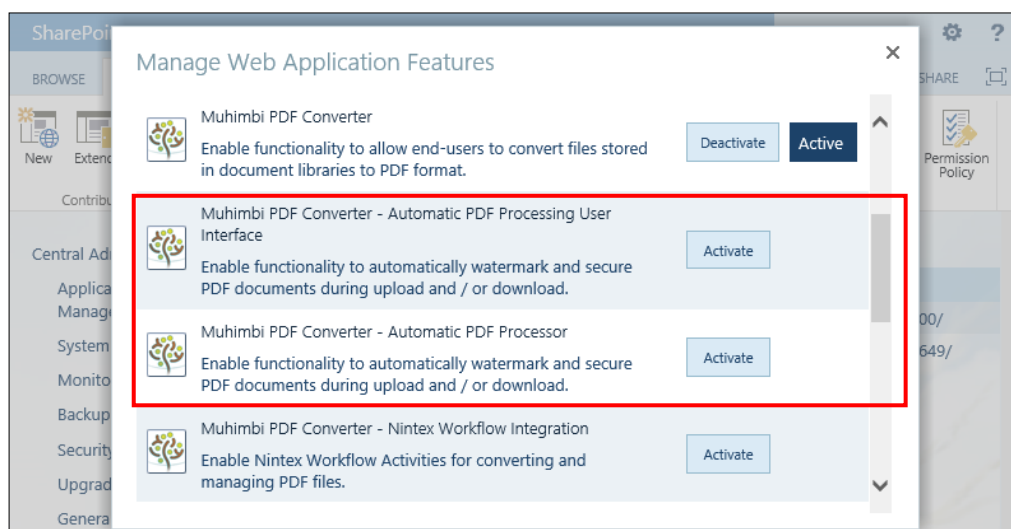 SharePoi
?
BROWSE
SHARE
Manage Web Application Features
New
Extend
Permission
Policy
Contribu
Muhimbi PDF Converter
Enable functionality to allow end-users to convert files stored
in document libraries to PDF format.
Deactivate
Active
Muhimbi PDF Converter - Automatic PDF Processing User
Interface
Enable functionality to automatically watermark and secure
PDF documents during upload and / or download.
Activate
Muhimbi PDF Converter - Automatic PDF Processor
Enable functionality to automatically watermark and secure
PDF documents during upload and / or download.
Activate
Muhimbi PDF Converter - Nintex Workflow Integration
Enable Nintex Workflow Activities for converting and
managing PDF files.
Activate
Central Ad
Applica
Manage
System
Monito
Backup
Security
Upgrad
Genera
00/
649/